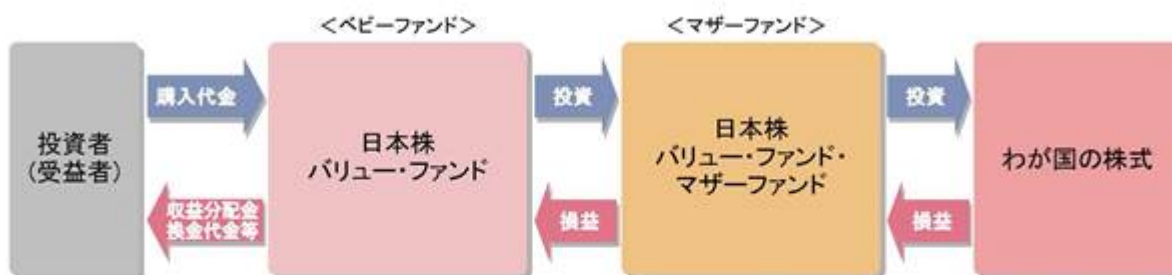 <ベビーファンド>
<マザーファンド>
投資者
(受益者)
購入代金
収益分配金
換金代金等
日本株
バリュー・ファンド
投資
損益
日本株
バリュー・ファンド・
マザーファンド
投資
損益
わが国の株式